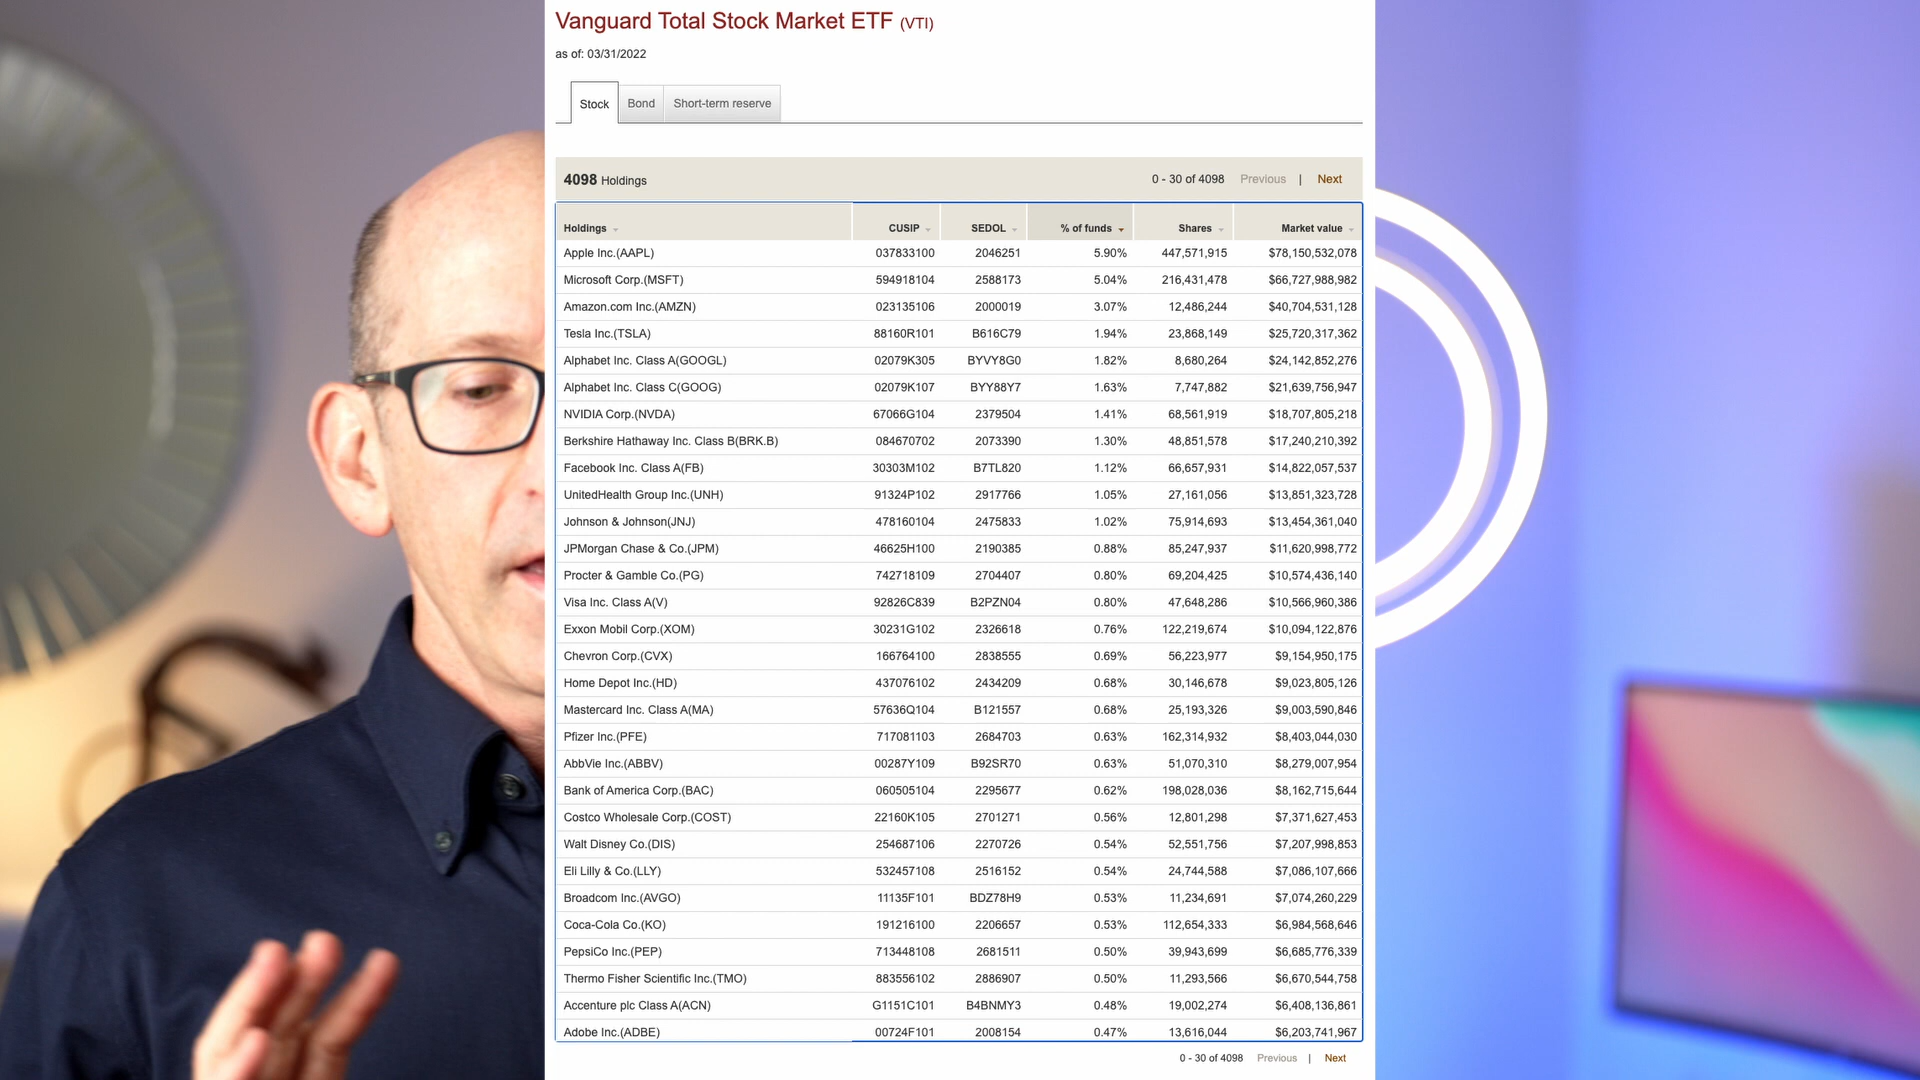 Vanguard Total Stock Market ETF (VTI)
as of: 03/31/2022
Stock Bond Short-term reserve
4098 Holdings 0 - 30 of 4098 Previous | Next
Holdings CUSIP SEDOL % of funds Shares Market value
Apple Inc.(AAPL) 037833100 2046251 5.90% 447,571,915 $78,150,532,078
Microsoft Corp.(MSFT) 594918104 2588173 5.04% 216,431,478 $66,727,988,982
Amazon.com Inc.(AMZN) 023135106 2000019 3.07% 12,486,244 $40,704,531,128
Tesla Inc.(TSLA) 88160R101 B616C79 1.94% 23,868,149 $25,720,317,362
Alphabet Inc. Class A(GOOGL) 02079K305 BYVY8G0 1.82% 8,680,264 $24,142,852,276
Alphabet Inc. Class C(GOOG) 02079K107 BYY88Y7 1.63% 7,747,882 $21,639,756,947
NVIDIA Corp.(NVDA) 67066G104 2379504 1.41% 68,561,919 $18,707,805,218
Berkshire Hathaway Inc. Class B(BRK.B) 084670702 2073390 1.30% 48,851,578 $17,240,210,392
Facebook Inc. Class A(FB) 30303M102 B7TL820 1.12% 66,657,931 $14,822,057,537
UnitedHealth Group Inc.(UNH) 91324P102 2917766 1.05% 27,161,056 $13,851,323,728
Johnson & Johnson(JNJ) 478160104 2475833 1.02% 75,914,693 $13,454,361,040
JPMorgan Chase & Co.(JPM) 46625H100 2190385 0.88% 85,247,937 $11,620,998,772
Procter & Gamble Co.(PG) 742718109 2704407 0.80% 69,204,425 $10,574,436,140
Visa Inc. Class A(V) 92826C839 B2PZN04 0.80% 47,648,286 $10,566,960,386
Exxon Mobil Corp.(XOM) 30231G102 2326618 0.76% 122,219,674 $10,094,122,876
Chevron Corp.(CVX) 166764100 2838555 0.69% 56,223,977 $9,154,950,175
Home Depot Inc.(HD) 437076102 2434209 0.68% 30,146,678 $9,023,805,126
Mastercard Inc. Class A(MA) 57636Q104 B121557 0.68% 25,193,326 $9,003,590,846
Pfizer Inc.(PFE) 717081103 2684703 0.63% 162,314,932 $8,403,044,030
AbbVie Inc.(ABBV) 00287Y109 B92SR70 0.63% 51,070,310 $8,279,007,954
Bank of America Corp.(BAC) 060505104 2295677 0.62% 198,028,036 $8,162,715,644
Costco Wholesale Corp.(COST) 22160K105 2701271 0.56% 12,801,298 $7,371,627,453
Walt Disney Co.(DIS) 254687106 2270726 0.54% 52,551,756 $7,207,998,853
Eli Lilly & Co.(LLY) 532457108 2516152 0.54% 24,744,588 $7,086,107,666
Broadcom Inc.(AVGO) 11135F101 BDZ78H9 0.53% 11,234,691 $7,074,260,229
Coca-Cola Co.(KO) 191216100 2206657 0.53% 112,654,333 $6,984,568,646
PepsiCo Inc.(PEP) 713448108 2681511 0.50% 39,943,699 $6,685,776,339
Thermo Fisher Scientific Inc.(TMO) 883556102 2886907 0.50% 11,293,566 $6,670,544,758
Accenture plc Class A(ACN) G1151C101 B4BNMY3 0.48% 19,002,274 $6,408,136,861
Adobe Inc.(ADBE) 00724F101 2008154 0.47% 13,616,044 $6,203,741,967
0 - 30 of 4098 Previous | Next